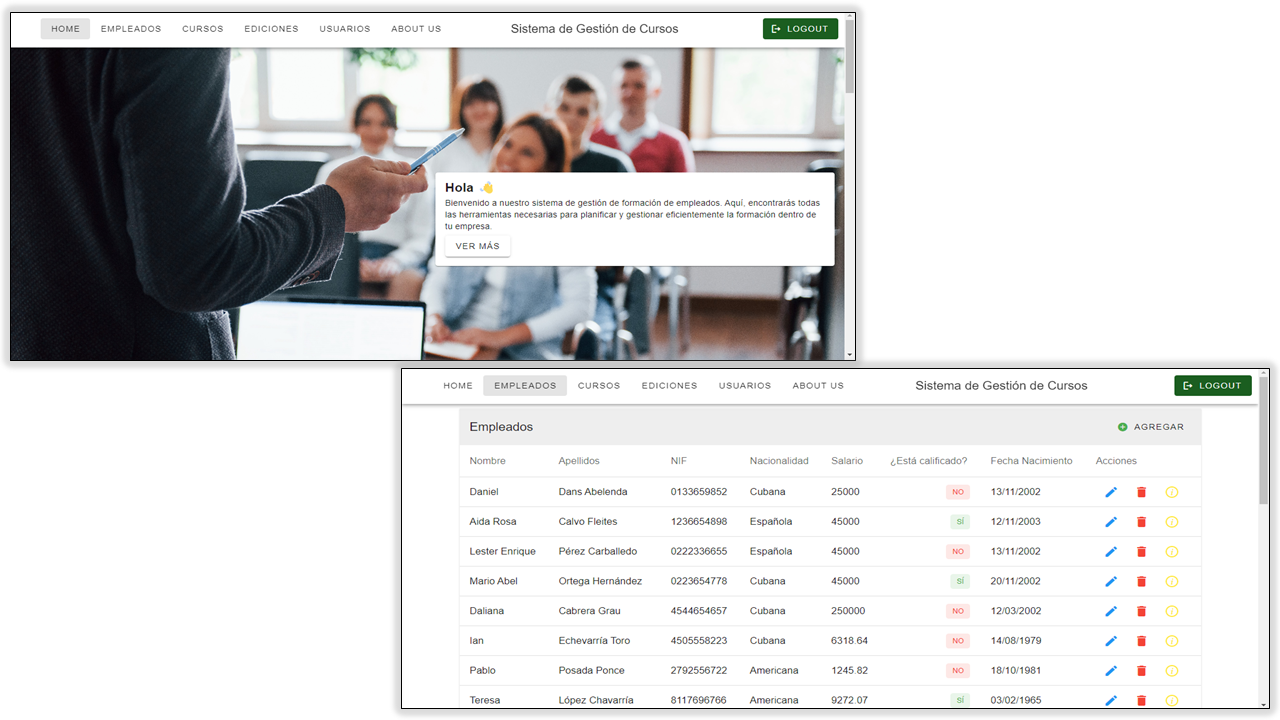 HOME EMPLEADOS CURSOS EDICIONES USUARIOS ABOUT US Sistema de Gestión de Cursos LOGOUT
Hola 👋
Bienvenido a nuestro sistema de gestión de formación de empleados. Aquí, encontrarás todas
las herramientas necesarias para planificar y gestionar eficientemente la formación dentro de
tu empresa.
VER MÁS
HOME EMPLEADOS CURSOS EDICIONES USUARIOS ABOUT US Sistema de Gestión de Cursos LOGOUT
Empleados AGREGAR
Nombre Apellidos NIF Nacionalidad Salario ¿Está calificado? Fecha Nacimiento Acciones
Daniel Dans Abelenda 0133659852 Cubana 25000 NO 13/11/2002
Aida Rosa Calvo Fleites 1236654898 Española 45000 SÍ 12/11/2003
Lester Enrique Pérez Carballedo 0222336655 Española 45000 NO 13/11/2002
Mario Abel Ortega Hernández 0223654778 Cubana 45000 SÍ 20/11/2002
Daliana Cabrera Grau 4544654657 Cubana 250000 NO 12/03/2002
Ian Echevarría Toro 4505558223 Cubana 6318.64 NO 14/08/1979
Pablo Posada Ponce 2792556722 Americana 1245.82 NO 18/10/1981
Teresa López Chavarría 8117696766 Americana 9272.07 SÍ 03/02/1965